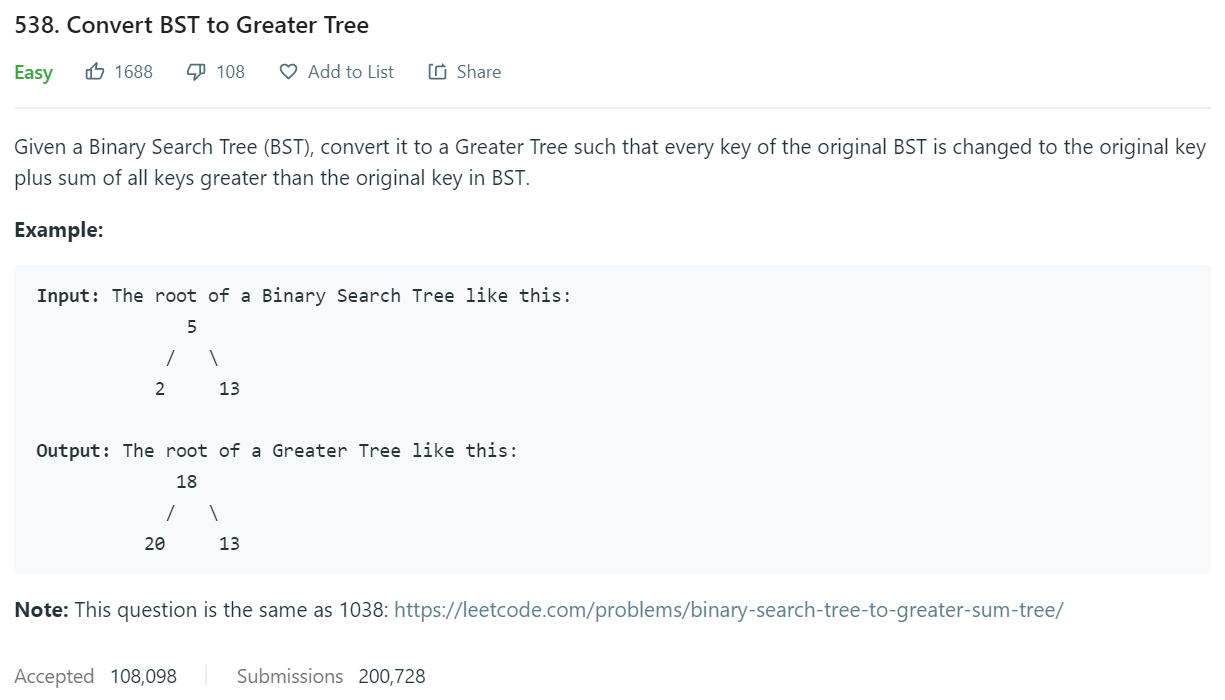 538. Convert BST to Greater Tree
Easy 1688 108 Add to List Share
Given a Binary Search Tree (BST), convert it to a Greater Tree such that every key of the original BST is changed to the original key
plus sum of all keys greater than the original key in BST.
Example:
Input: The root of a Binary Search Tree like this:
5
/ \
2 13
Output: The root of a Greater Tree like this:
18
/ \
20 13
Note: This question is the same as 1038: https://leetcode.com/problems/binary-search-tree-to-greater-sum-tree/
Accepted 108,098 Submissions 200,728